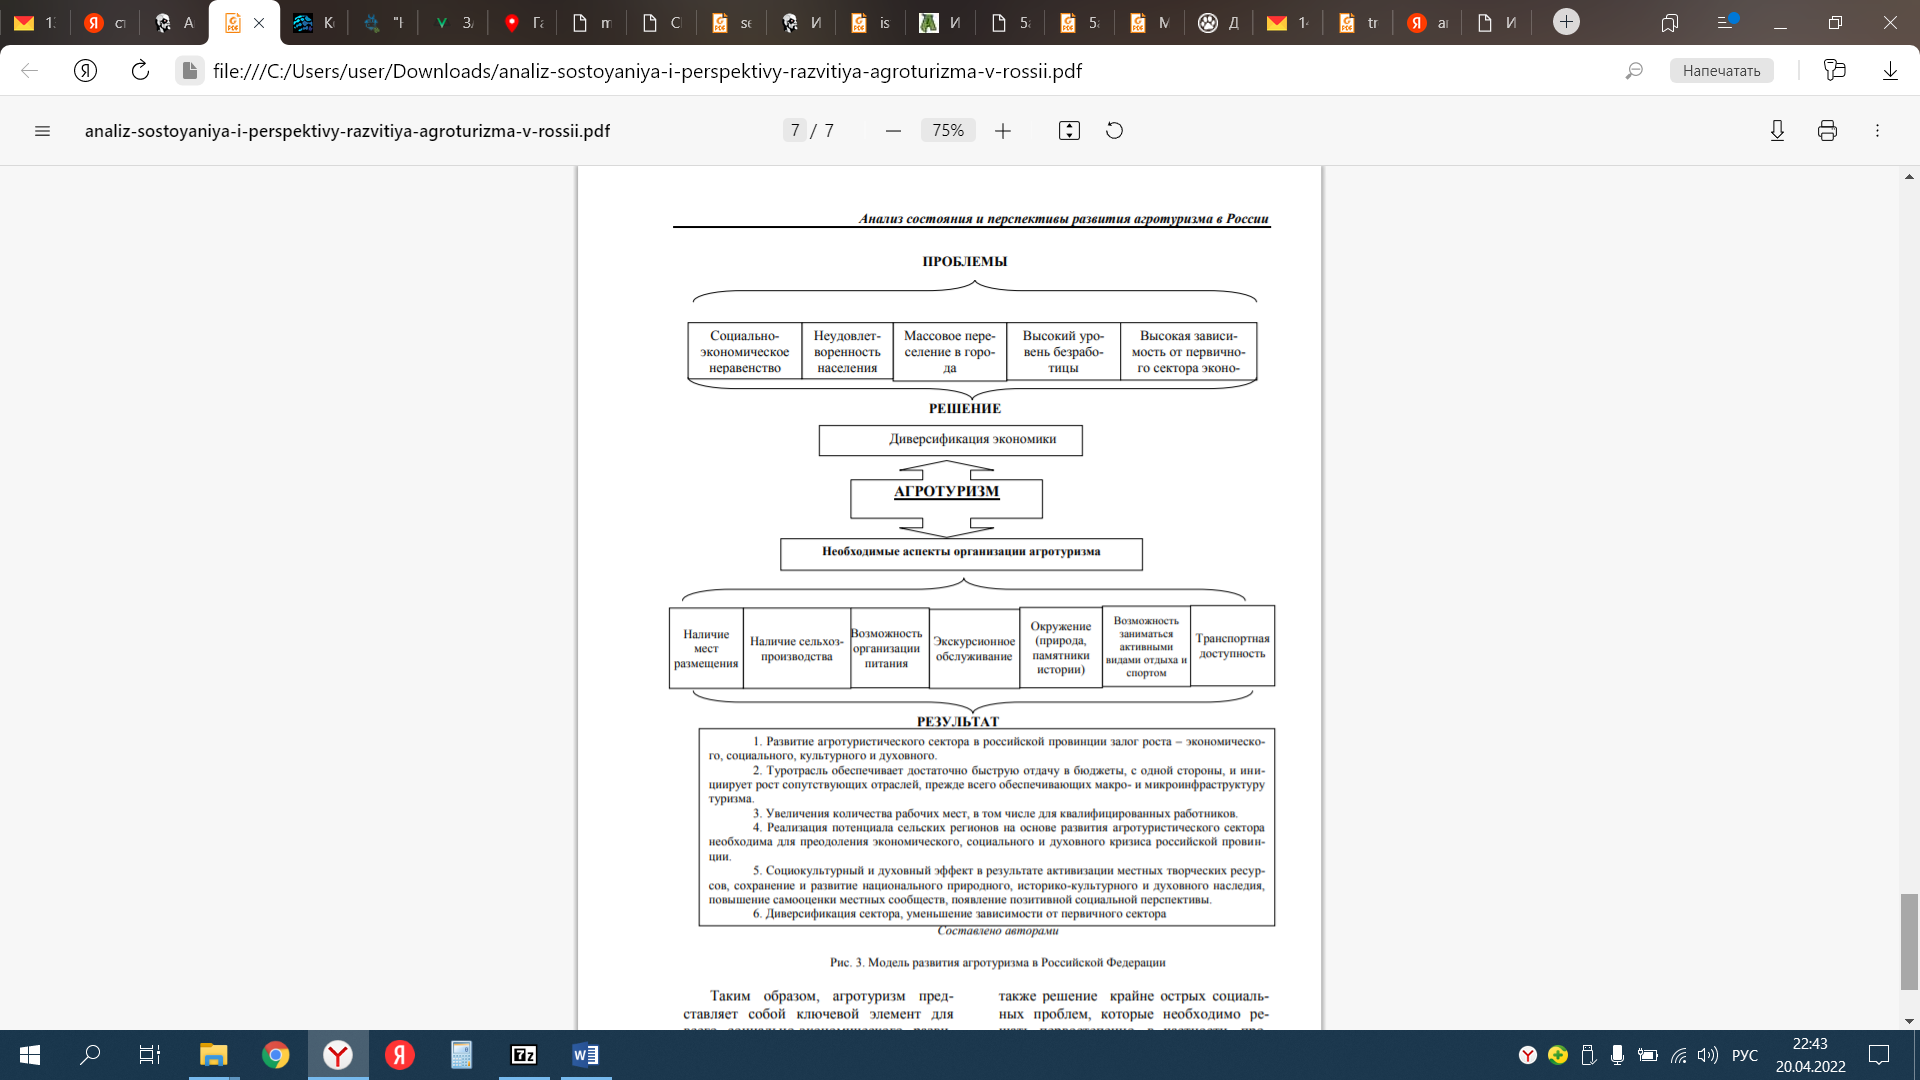 file:///C:/Users/user/Downloads/analiz-sostoyaniya-i-perspektivy-razvitiya-agroturizma-v-rossii.pdf
Напечатать
analiz-sostoyaniya-i-perspektivy-razvitiya-agroturizma-v-rossii.pdf
7 / 7
75%
Анализ состояния и перспективы развития агротуризма в России
ПРОБЛЕМЫ
Социально-
экономическое
неравенство
Неудовлет-
воренность
населения
Массовое пере-
селение в горо-
да
Высокий уро-
вень безрабо-
тицы
Высокая зависи-
мость от первично-
го сектора эконо-
РЕШЕНИЕ
Диверсификация экономики
АГРОТУРИЗМ
Необходимые аспекты организации агротуризма
Наличие
мест
размещения
Наличие сельхоз-
производства
Возможность
организации
питания
Экскурсионное
обслуживание
Окружение
(природа,
памятники
истории)
Возможность
заниматься
активными
видами отдыха и
спортом
Транспортная
доступность
РЕЗУЛЬТАТ
1. Развитие агротуристического сектора в российской провинции залог роста – экономическо-
го, социального, культурного и духовного.
2. Туротрасль обеспечивает достаточно быструю отдачу в бюджеты, с одной стороны, и ини-
циирует рост сопутствующих отраслей, прежде всего обеспечивающих макро- и микроинфраструктуру
туризма.
3. Увеличения количества рабочих мест, в том числе для квалифицированных работников.
4. Реализация потенциала сельских регионов на основе развития агротуристического сектора
необходима для преодоления экономического, социального и духовного кризиса российской провин-
ции.
5. Социокультурный и духовный эффект в результате активизации местных творческих ресур-
сов, сохранение и развитие национального природного, историко-культурного и духовного наследия,
повышение самооценки местных сообществ, появление позитивной социальной перспективы.
6. Диверсификация сектора, уменьшение зависимости от первичного сектора
Составлено авторами
Рис. 3. Модель развития агротуризма в Российской Федерации
Таким образом, агротуризм пред-
ставляет собой ключевой элемент для
также решение крайне острых социаль-
ных проблем, которые необходимо ре-
РУС
22:43
20.04.2022